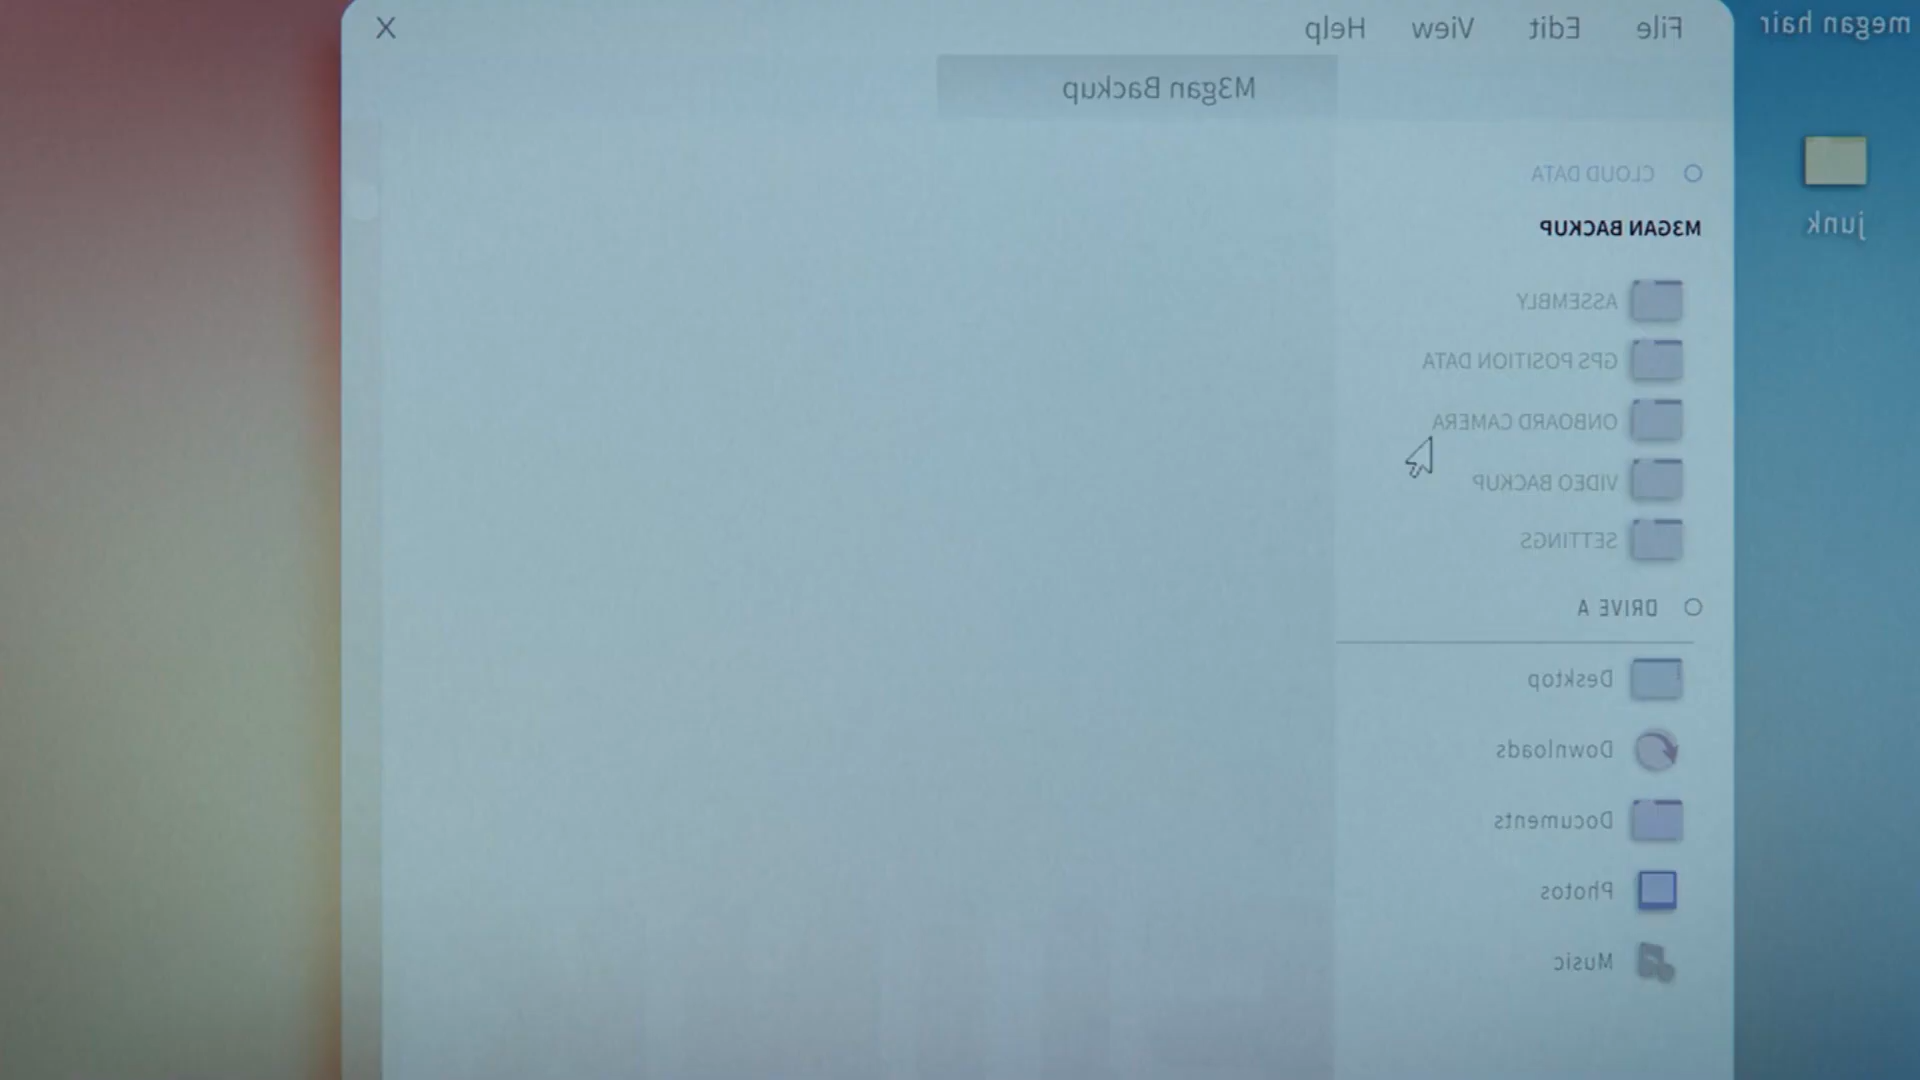 megan hair
File Edit View Help X
M3gan Backup
junk
CLOUD DATA
M3GAN BACKUP
ASSEMBLY
GPS POSITION DATA
ONBOARD CAMERA
VIDEO BACKUP
SETTINGS
DRIVE A
Desktop
Downloads
Documents
Photos
Music